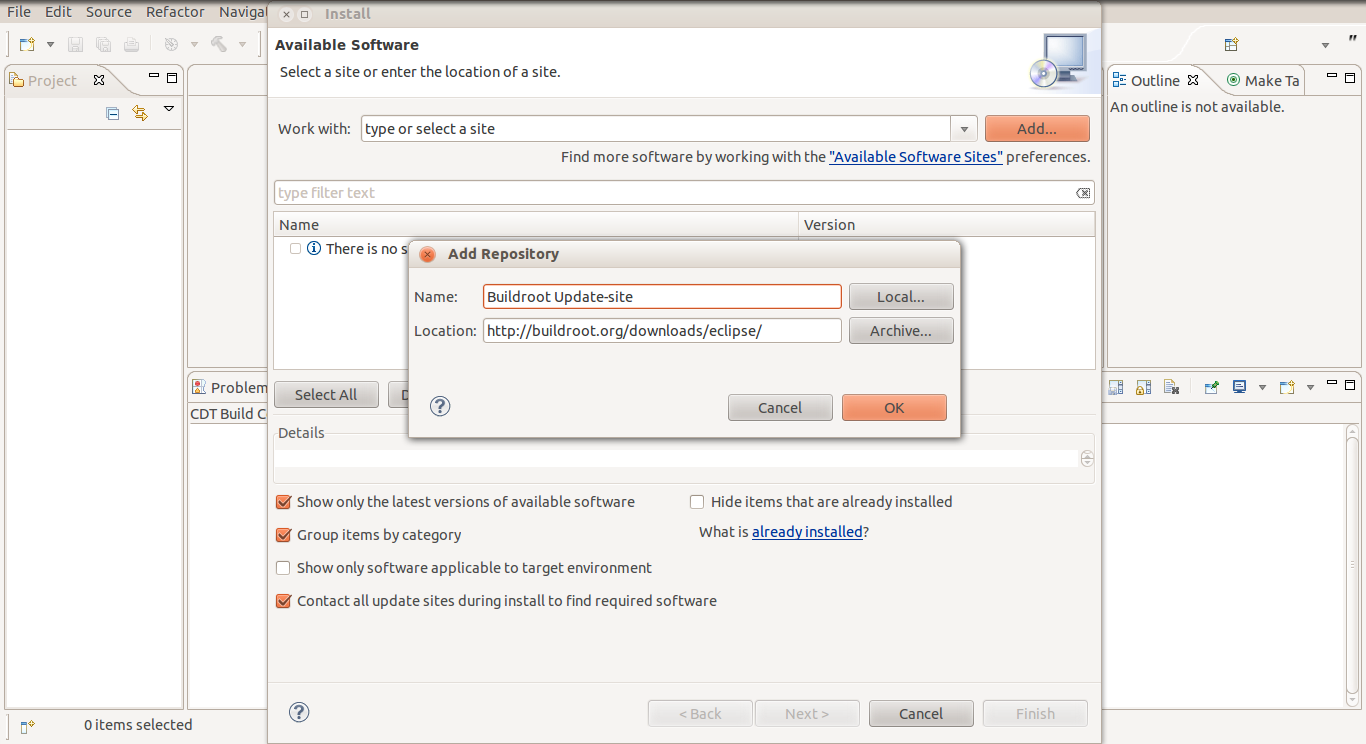 File Edit Source Refactor
Install
Available Software
Select a site or enter the location of a site.
Project
Outline
Make Ta
An outline is not available.
Work with:
type or select a site
Add...
Find more software by working with the "Available Software Sites" preferences.
type filter text
Name
Version
There is no s
Add Repository
Name:
Buildroot Update-site
Local...
Location:
http://buildroot.org/downloads/eclipse/
Archive...
Cancel
OK
Problem
CDT Build C
Select All
D
Details
Show only the latest versions of available software
Hide items that are already installed
Group items by category
What is already installed?
Show only software applicable to target environment
Contact all update sites during install to find required software
< Back
Next >
Cancel
Finish
0 items selected